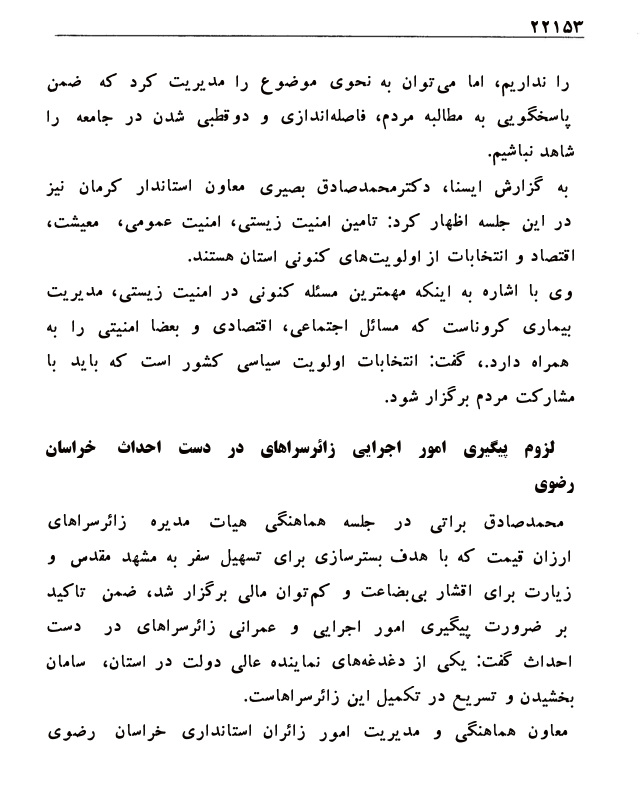 ۲۲۱۵۳
را نداریم، اما می‌توان به نحوی موضوع را مدیریت کرد که ضمن
پاسخگویی به مطالبه مردم، فاصله‌اندازی و دوقطبی شدن در جامعه را
شاهد نباشیم.
به گزارش ایسنا، دکترمحمدصادق بصیری معاون استاندار کرمان نیز
در این جلسه اظهار کرد: تامین امنیت زیستی، امنیت عمومی، معیشت،
اقتصاد و انتخابات از اولویت‌های کنونی استان هستند.
وی با اشاره به اینکه مهمترین مسئله کنونی در امنیت زیستی، مدیریت
بیماری کروناست که مسائل اجتماعی، اقتصادی و بعضا امنیتی را به
همراه دارد.، گفت: انتخابات اولویت سیاسی کشور است که باید با
مشارکت مردم برگزار شود.
لزوم پیگیری امور اجرایی زائرسراهای در دست احداث خراسان
رضوی
محمدصادق براتی در جلسه هماهنگی هیات مدیره زائرسراهای
ارزان قیمت که با هدف بسترسازی برای تسهیل سفر به مشهد مقدس و
زیارت برای اقشار بی‌بضاعت و کم‌توان مالی برگزار شد، ضمن تاکید
بر ضرورت پیگیری امور اجرایی و عمرانی زائرسراهای در دست
احداث گفت: یکی از دغدغه‌های نماینده عالی دولت در استان، سامان
بخشیدن و تسریع در تکمیل این زائرسراهاست.
معاون هماهنگی و مدیریت امور زائران استانداری خراسان رضوی